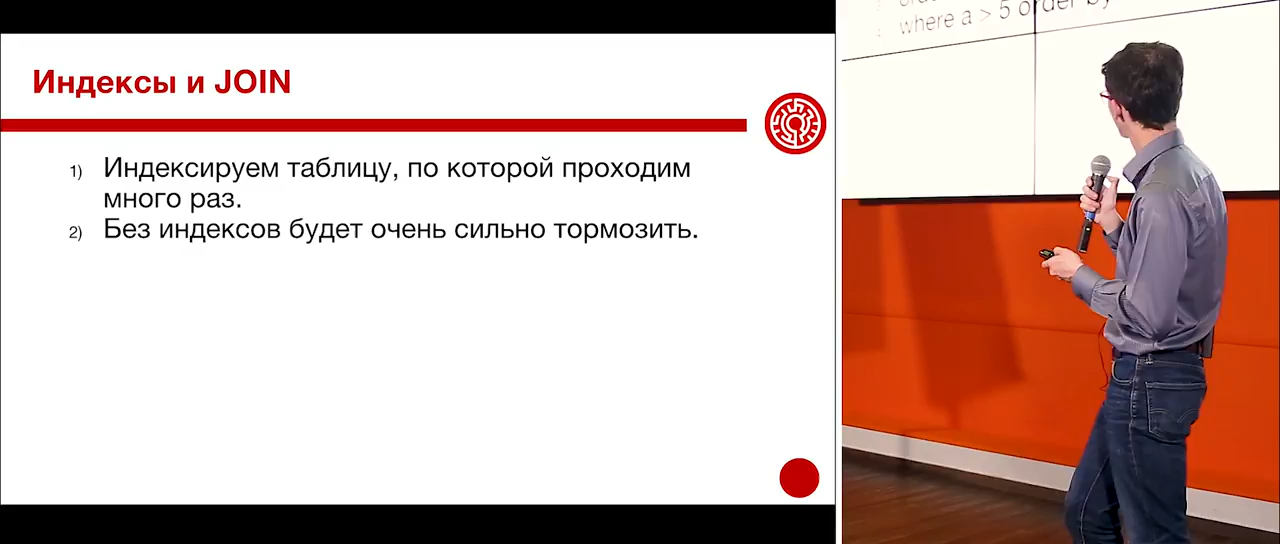 Индексы и JOIN
1) Индексируем таблицу, по которой проходим
много раз.
2) Без индексов будет очень сильно тормозить.
where a > 5 order by